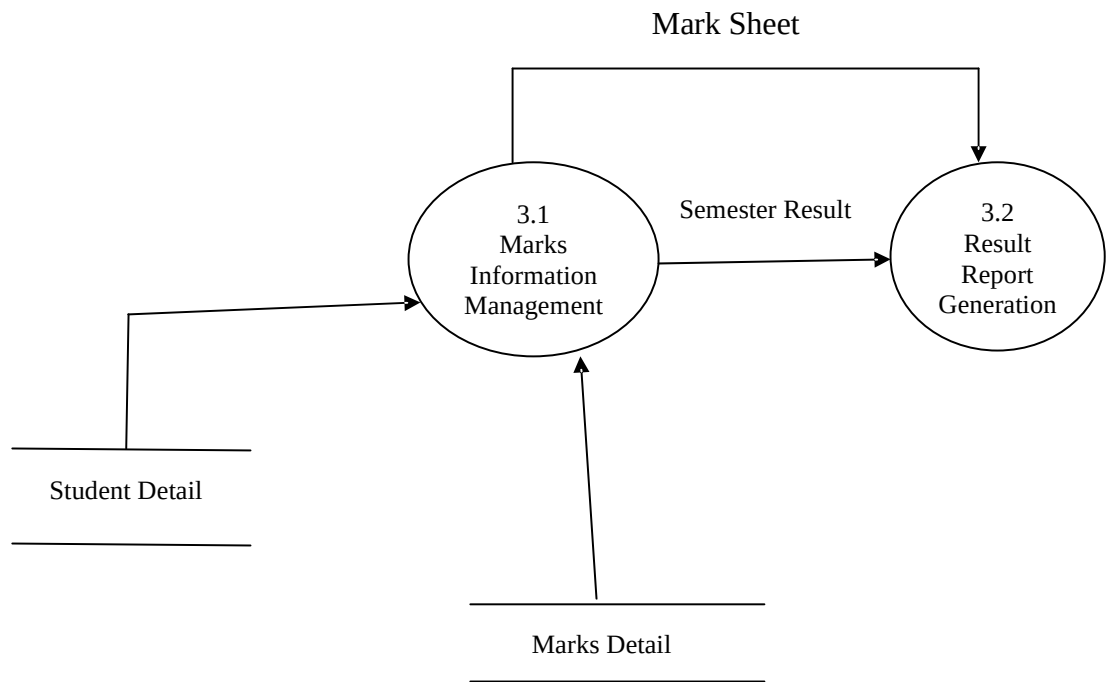 Mark Sheet
3.1
Marks
Information
Management
Semester Result
3.2
Result
Report
Generation
Student Detail
Marks Detail